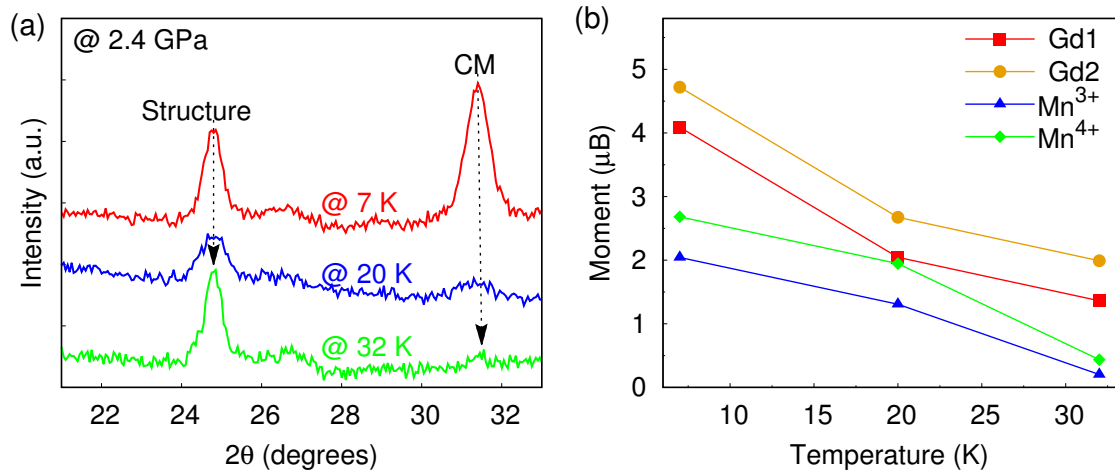 (a)
@ 2.4 GPa
CM
Structure
@ 7 K
@ 20 K
@ 32 K
Intensity (a.u.)
22 24 26 28 30 32
2θ (degrees)
(b)
Gd1
Gd2
Mn3+
Mn4+
Moment (μB)
5
4
3
2
1
0
10 15 20 25 30
Temperature (K)